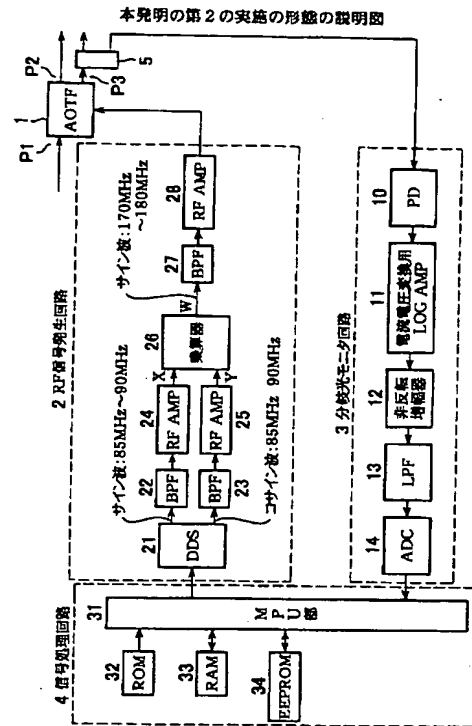 本発明の第2の実施の形態の説明図
P1
1
AOTF
P2
P3
5
2 RF信号発生回路
サイン波:85MHz~90MHz
コサイン波:85MHz 90MHz
サイン波:170MHz
~180MHz
21
DDS
22
BPF
23
BPF
24
RF AMP
25
RF AMP
X
Y
26
乗算器
W
27
BPF
28
RF AMP
3 分岐光モニタ回路
10
PD
11
電流電圧変換用
LOG AMP
12
非反転
増幅器
13
LPF
14
ADC
4 信号処理回路
31
MPU部
32
ROM
33
RAM
34
EEPROM